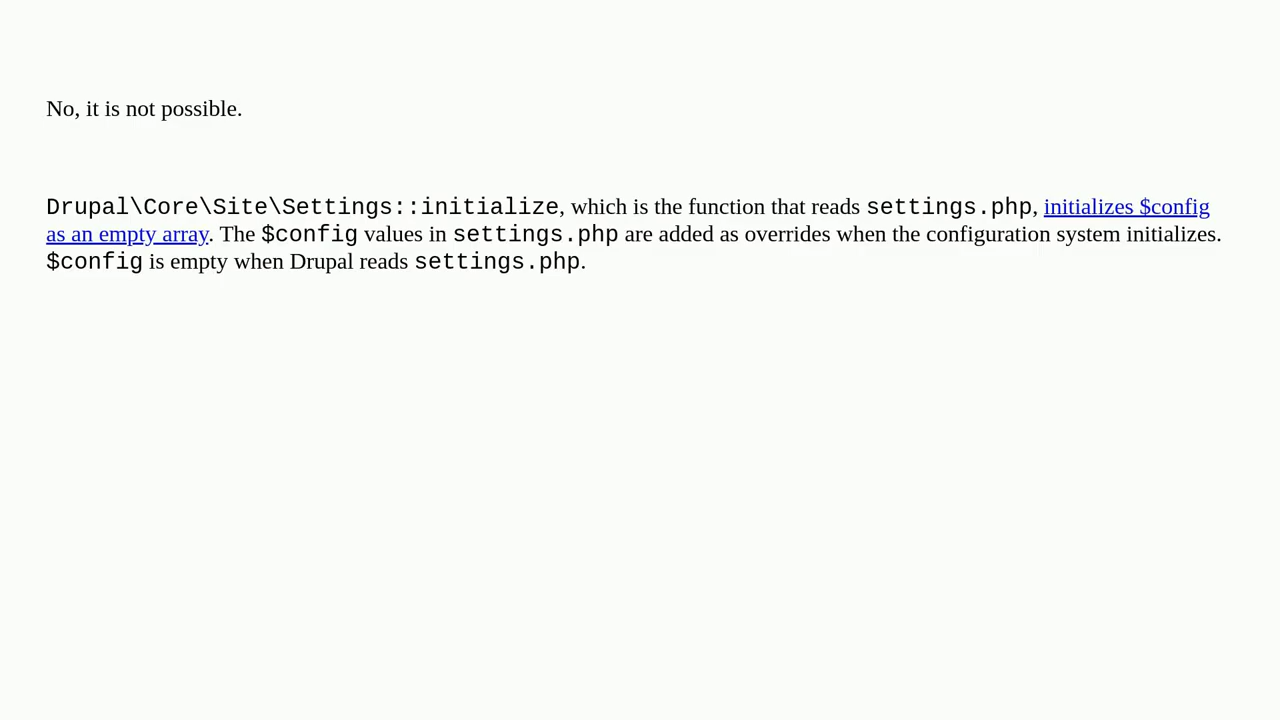 No, it is not possible.
Drupal\Core\Site\Settings::initialize, which is the function that reads settings.php, initializes $config
as an empty array. The $config values in settings.php are added as overrides when the configuration system initializes.
$config is empty when Drupal reads settings.php.